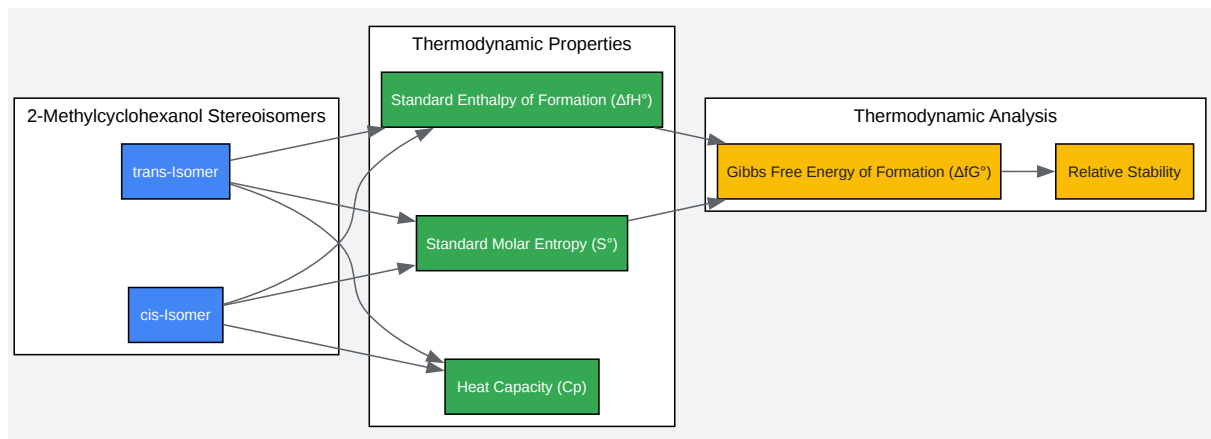 2-Methylcyclohexanol Stereoisomers
trans-Isomer
cis-Isomer
Thermodynamic Properties
Standard Enthalpy of Formation (ΔfH°)
Standard Molar Entropy (S°)
Heat Capacity (Cp)
Thermodynamic Analysis
Gibbs Free Energy of Formation (ΔfG°)
Relative Stability